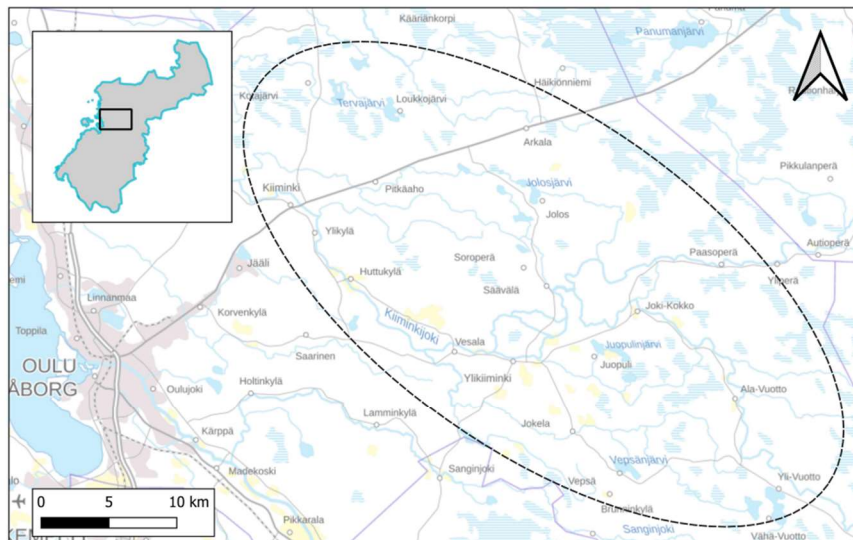 Kääriänkorpi
Panumanjärvi
Häikiönniemi
Tervajärvi
Loukkojärvi
Arkala
Pikkulanperä
Pitkäaho
Jolosjärvi
Kiiminki
Jolos
Ylikylä
Autioperä
Soroperä
Paasoperä
Jääli
Huttukylä
Yliperä
Säävälä
Linnanmaa
Joki-Kokko
Korvenkylä
Kiiminkijoki
Toppila
Saarinen
Vesala
Juopulinjärvi
OULU
Ylikiiminki
Juopuli
ÅBORG
Oulujoki
Holtinkylä
Ala-Vuotto
Lamminkylä
Jokela
Kärppä
Vepsänjärvi
Madekoski
Sanginjoki
Vepsä
Yli-Vuotto
0 5 10 km
Pikkarala
Sanginjoki
Vähä-Vuotto